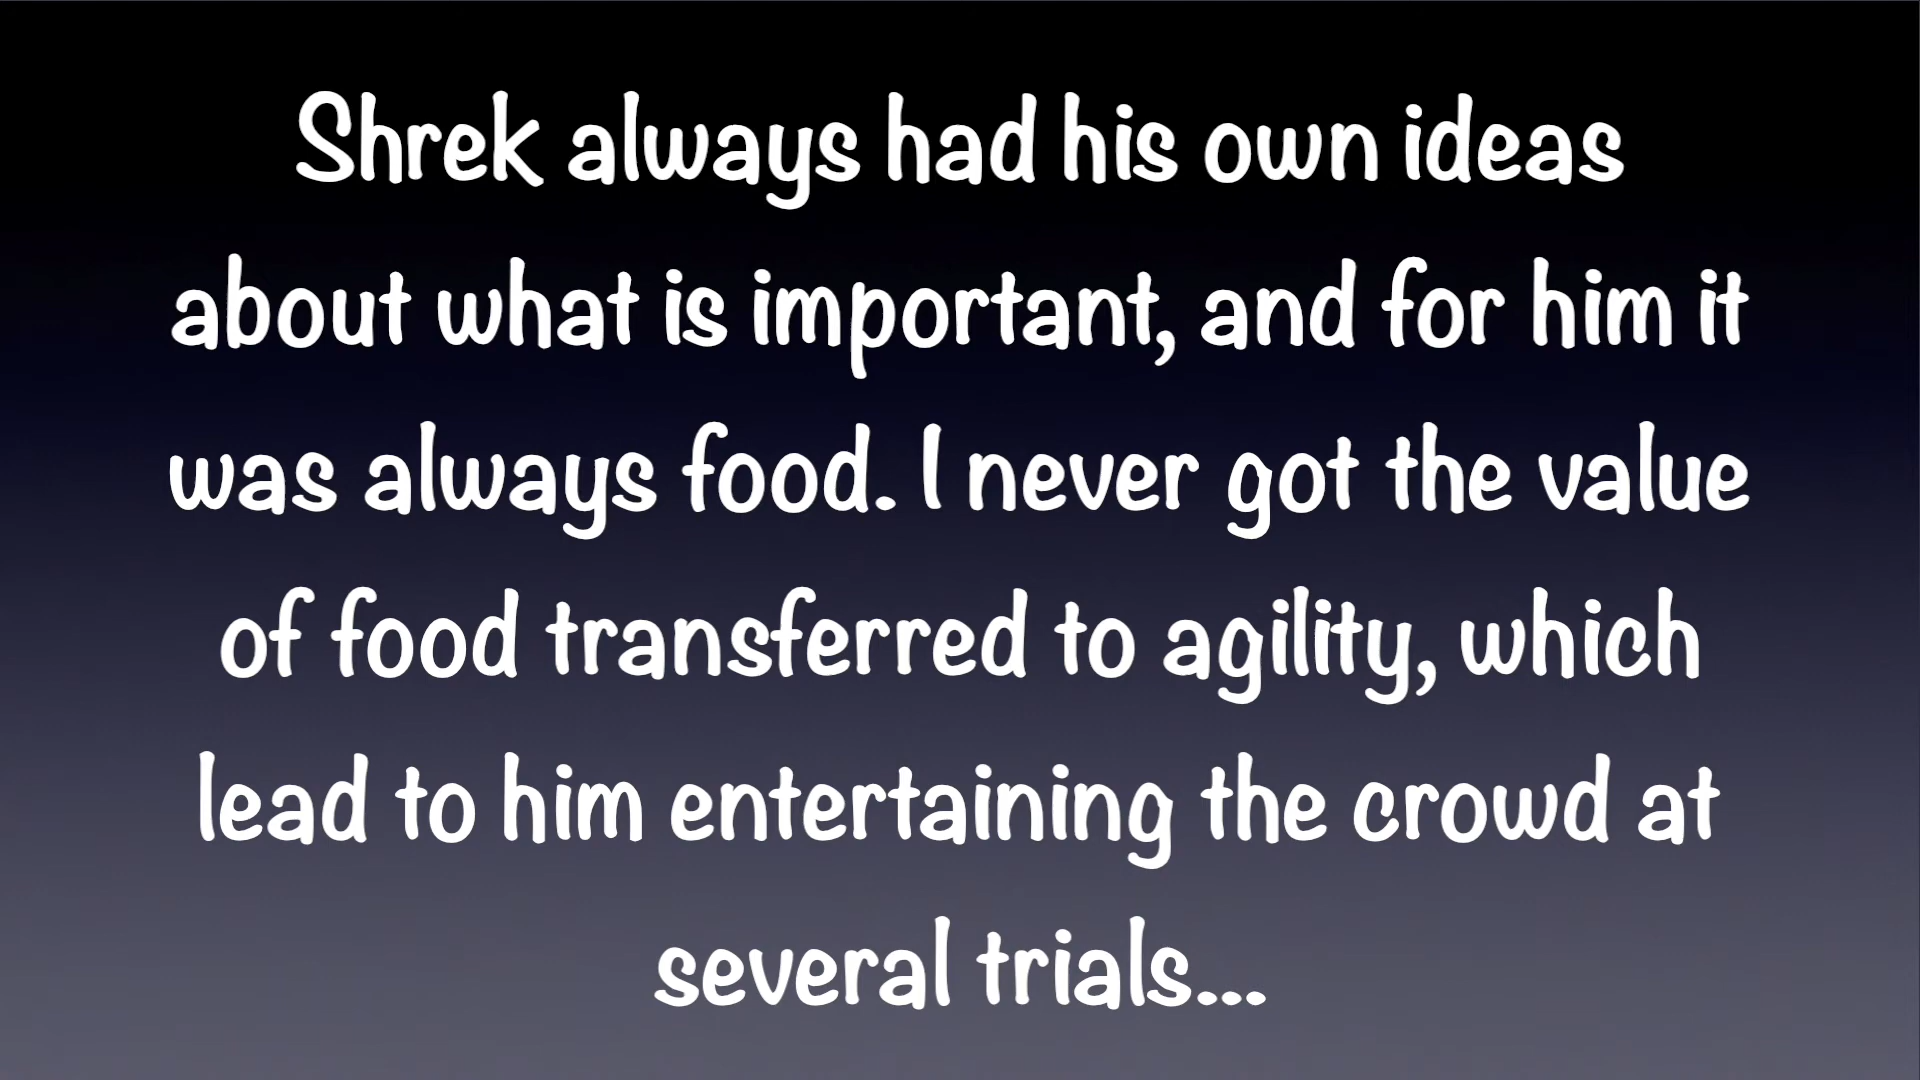 Shrek always had his own ideas
about what is important, and for him it
was always food. I never got the value
of food transferred to agility, which
lead to him entertaining the crowd at
several trials...